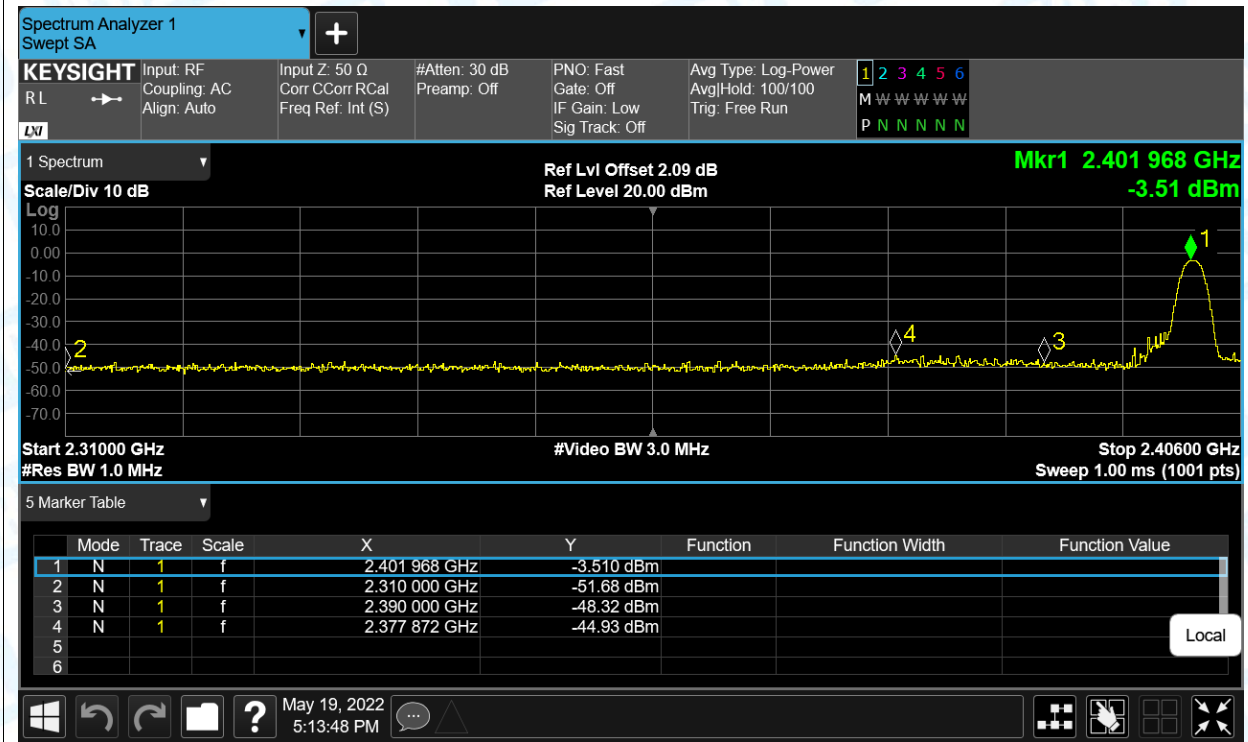 Spectrum Analyzer 1
Swept SA
+
KEYSIGHT
R L
LXI
Input: RF
Coupling: AC
Align: Auto
Input Z: 50 Ω
Corr CCorr RCal
Freq Ref: Int (S)
#Atten: 30 dB
Preamp: Off
PNO: Fast
Gate: Off
IF Gain: Low
Sig Track: Off
Avg Type: Log-Power
Avg|Hold: 100/100
Trig: Free Run
1 2 3 4 5 6
M W W W W W
P N N N N N
1 Spectrum
Scale/Div 10 dB
Ref Lvl Offset 2.09 dB
Ref Level 20.00 dBm
Mkr1 2.401 968 GHz
-3.51 dBm
Log
10.0
0.00
-10.0
-20.0
-30.0
-40.0
-50.0
-60.0
-70.0
1
2
4
3
Start 2.31000 GHz
#Res BW 1.0 MHz
#Video BW 3.0 MHz
Stop 2.40600 GHz
Sweep 1.00 ms (1001 pts)
5 Marker Table
Mode Trace Scale X Y Function Function Width Function Value
1 N 1 f 2.401 968 GHz -3.510 dBm
2 N 1 f 2.310 000 GHz -51.68 dBm
3 N 1 f 2.390 000 GHz -48.32 dBm
4 N 1 f 2.377 872 GHz -44.93 dBm
5
6
Local
?
May 19, 2022
5:13:48 PM